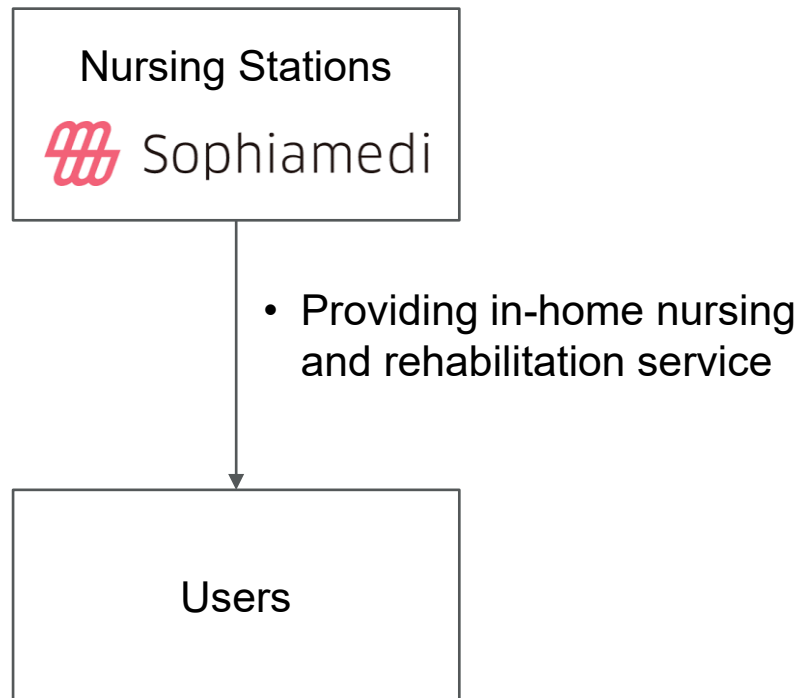 Nursing Stations
Sophiamedi
• Providing in-home nursing
and rehabilitation service
Users